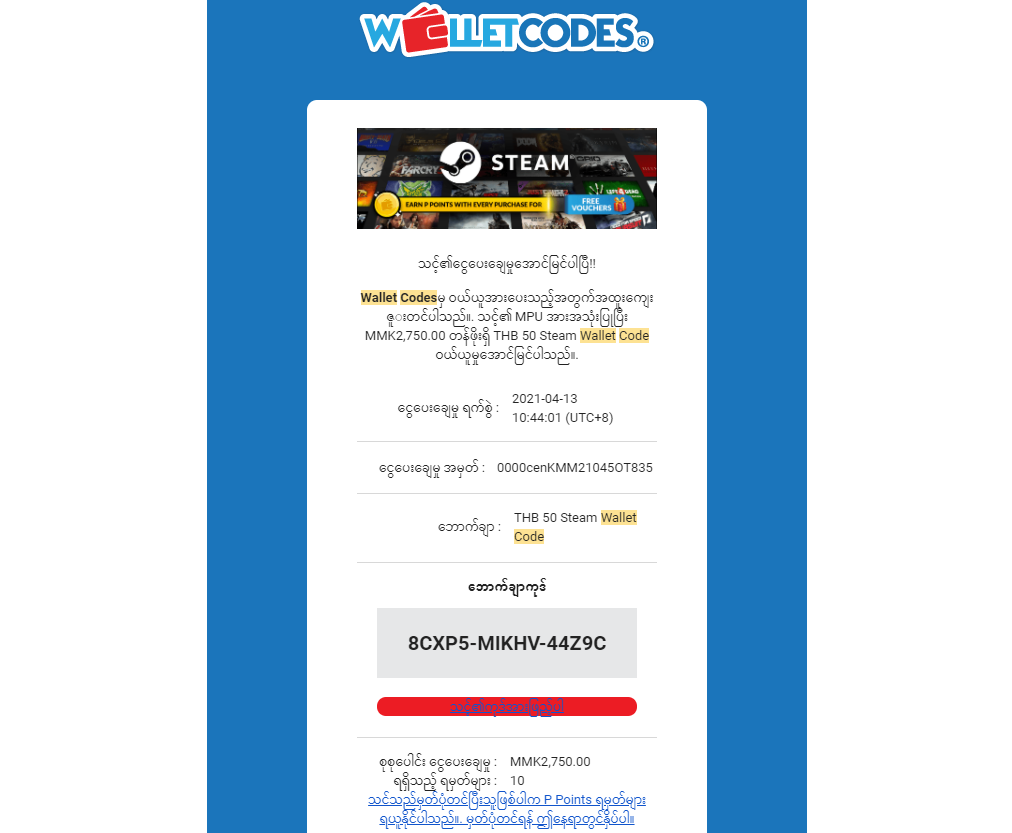 WALLETCODES®
STEAM
EARN P POINTS WITH EVERY PURCHASE FOR
FREE
VOUCHERS
သင့်၏ငွေပေးချေမှုအောင်မြင်ပါပြီ!!
Wallet Codesမှ ဝယ်ယူအားပေးသည့်အတွက်အထူးကျေး
ဇူးတင်ပါသည်။. သင့်၏ MPU အားအသုံးပြုပြီး
MMK2,750.00 တန်ဖိုးရှိ THB 50 Steam Wallet Code
ဝယ်ယူမှုအောင်မြင်ပါသည်။.
ငွေပေးချေမှု ရက်စွဲ : 2021-04-13
10:44:01 (UTC+8)
ငွေပေးချေမှု အမှတ် : 0000cenKMM21045OT835
ဘောက်ချာ : THB 50 Steam Wallet
Code
ဘောက်ချာကုဒ်
8CXP5-MIKHV-44Z9C
သင့်၏ကုဒ်အားဖြည့်ပါ
စုစုပေါင်း ငွေပေးချေမှု : MMK2,750.00
ရရှိသည့် ရမှတ်များ : 10
သင်သည်မှတ်ပုံတင်ပြီးသူဖြစ်ပါက P Points ရမှတ်များ
ရယူနိုင်ပါသည်။. မှတ်ပုံတင်ရန် ဤနေရာတွင်နှိပ်ပါ။